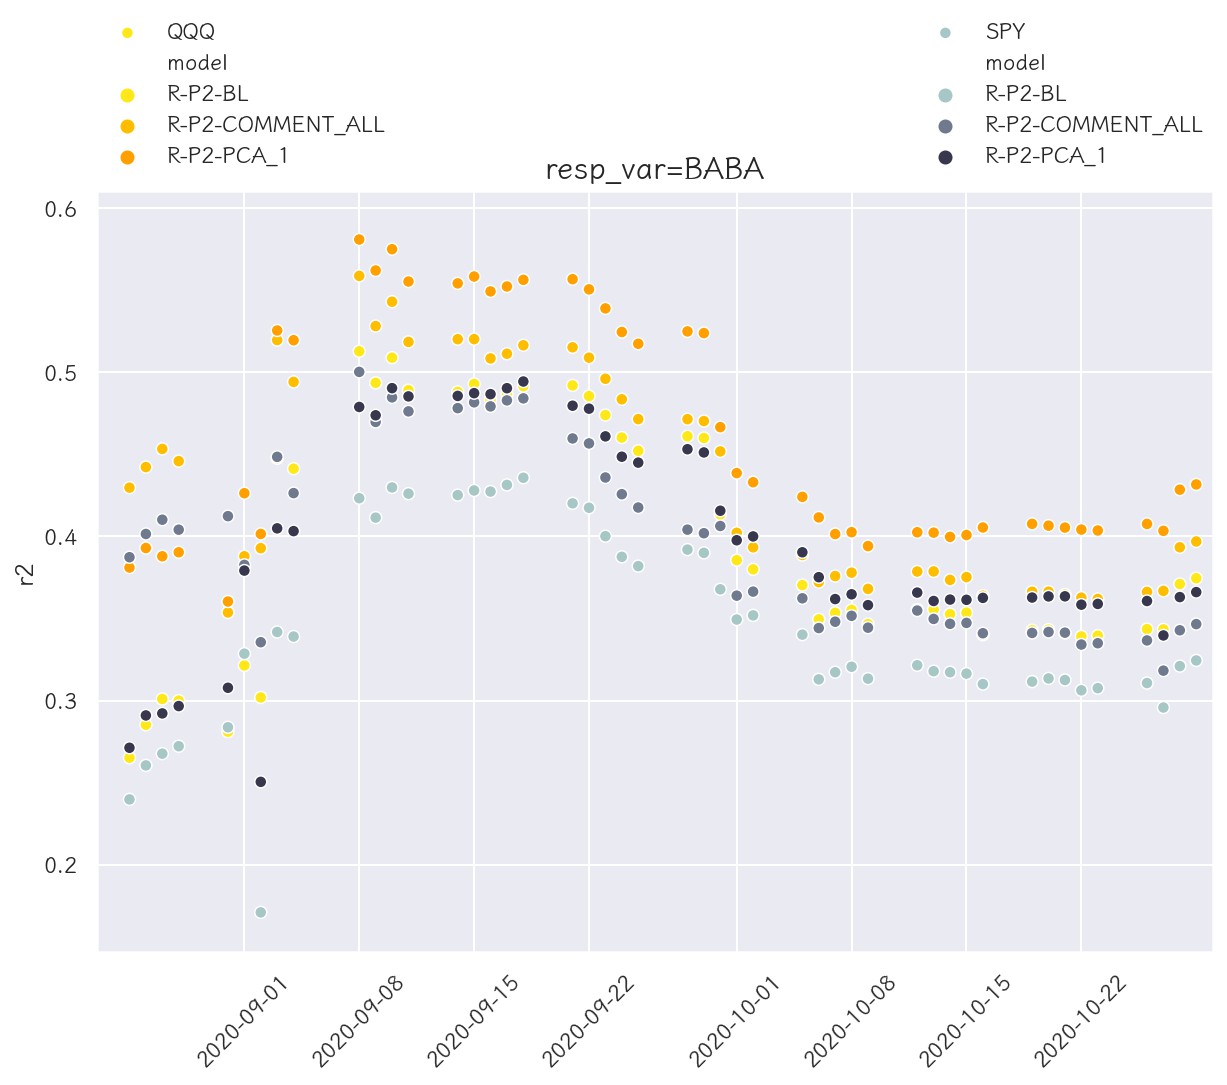 QQQ
model
R-P2-BL
R-P2-COMMENT_ALL
R-P2-PCA_1
SPY
model
R-P2-BL
R-P2-COMMENT_ALL
R-P2-PCA_1
resp_var=BABA
0.6
0.5
0.4
0.3
0.2
r2
2020-09-01
2020-09-08
2020-09-15
2020-09-22
2020-10-01
2020-10-08
2020-10-15
2020-10-22